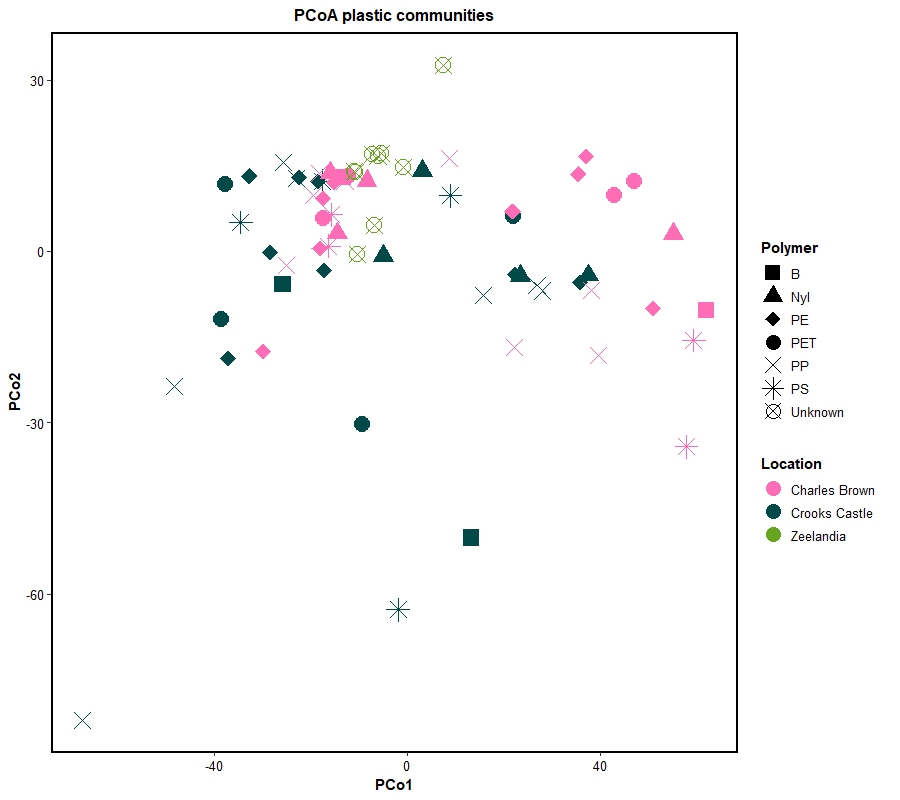 PCoA plastic communities
30
0
-30
-60
PCo2
-40
0
40
PCo1
Polymer
B
Nyl
PE
PET
PP
PS
Unknown
Location
Charles Brown
Crooks Castle
Zeelandia